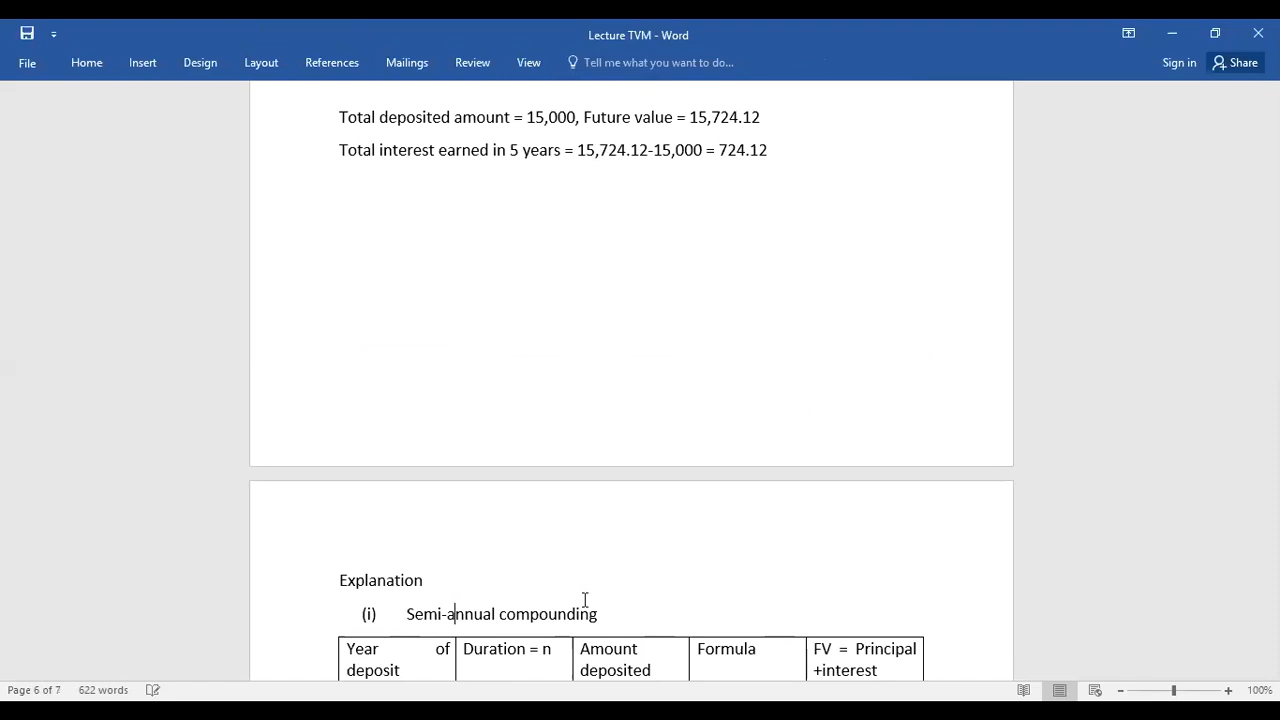 Lecture TVM - Word
File Home Insert Design Layout References Mailings Review View Tell me what you want to do... Sign in Share
Total deposited amount = 15,000, Future value = 15,724.12
Total interest earned in 5 years = 15,724.12-15,000 = 724.12
Explanation
(i) Semi-annual compounding
Year of deposit
Duration = n
Amount deposited
Formula
FV = Principal +interest
Page 6 of 7 622 words 100%